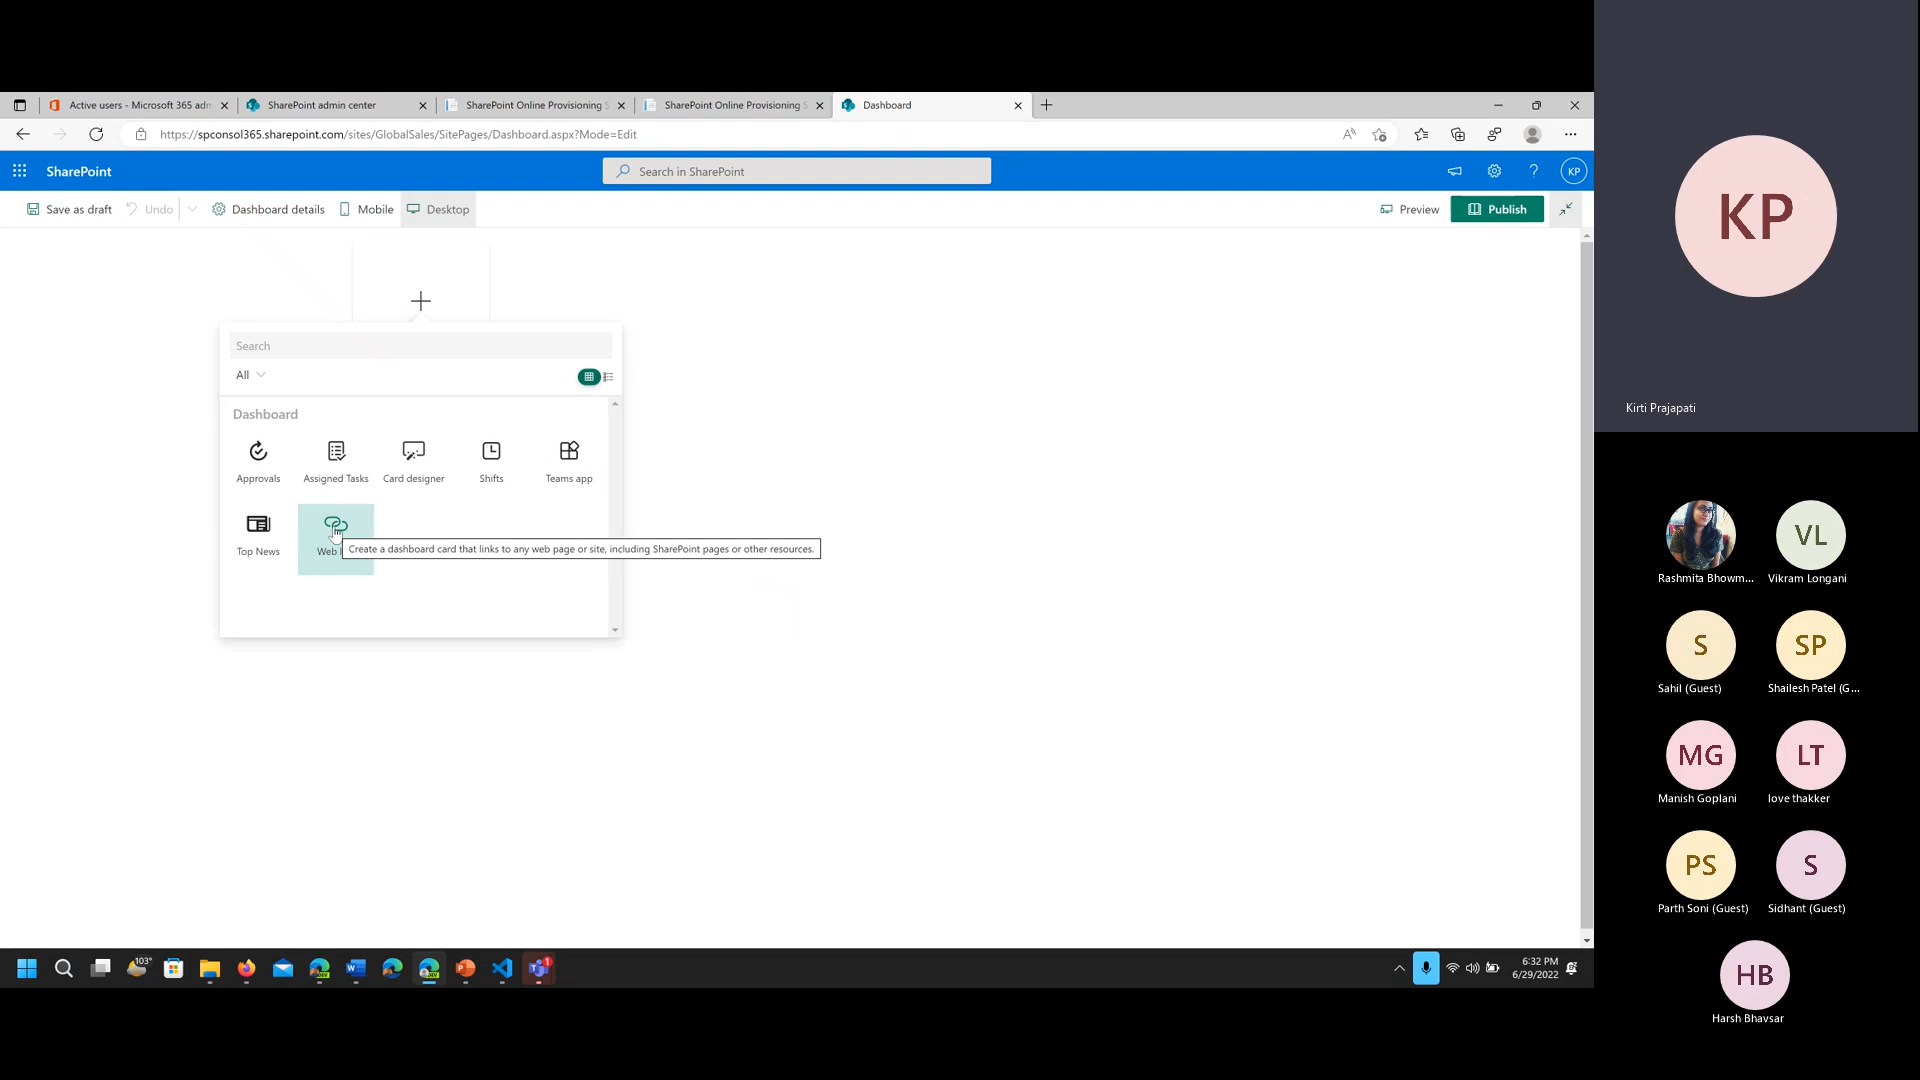 Active users - Microsoft 365 adm
SharePoint admin center
SharePoint Online Provisioning S
SharePoint Online Provisioning S
Dashboard
https://spconsol365.sharepoint.com/sites/GlobalSales/SitePages/Dashboard.aspx?Mode=Edit
SharePoint
Search in SharePoint
KP
Save as draft
Undo
Dashboard details
Mobile
Desktop
Preview
Publish
Search
All
Dashboard
Approvals
Assigned Tasks
Card designer
Shifts
Teams app
Top News
Web
Create a dashboard card that links to any web page or site, including SharePoint pages or other resources.
103°
1
6:32 PM
6/29/2022
KP
Kirti Prajapati
Rashmita Bhowm...
VL
Vikram Longani
S
Sahil (Guest)
SP
Shailesh Patel (G...
MG
Manish Goplani
LT
love thakker
PS
Parth Soni (Guest)
S
Sidhant (Guest)
HB
Harsh Bhavsar